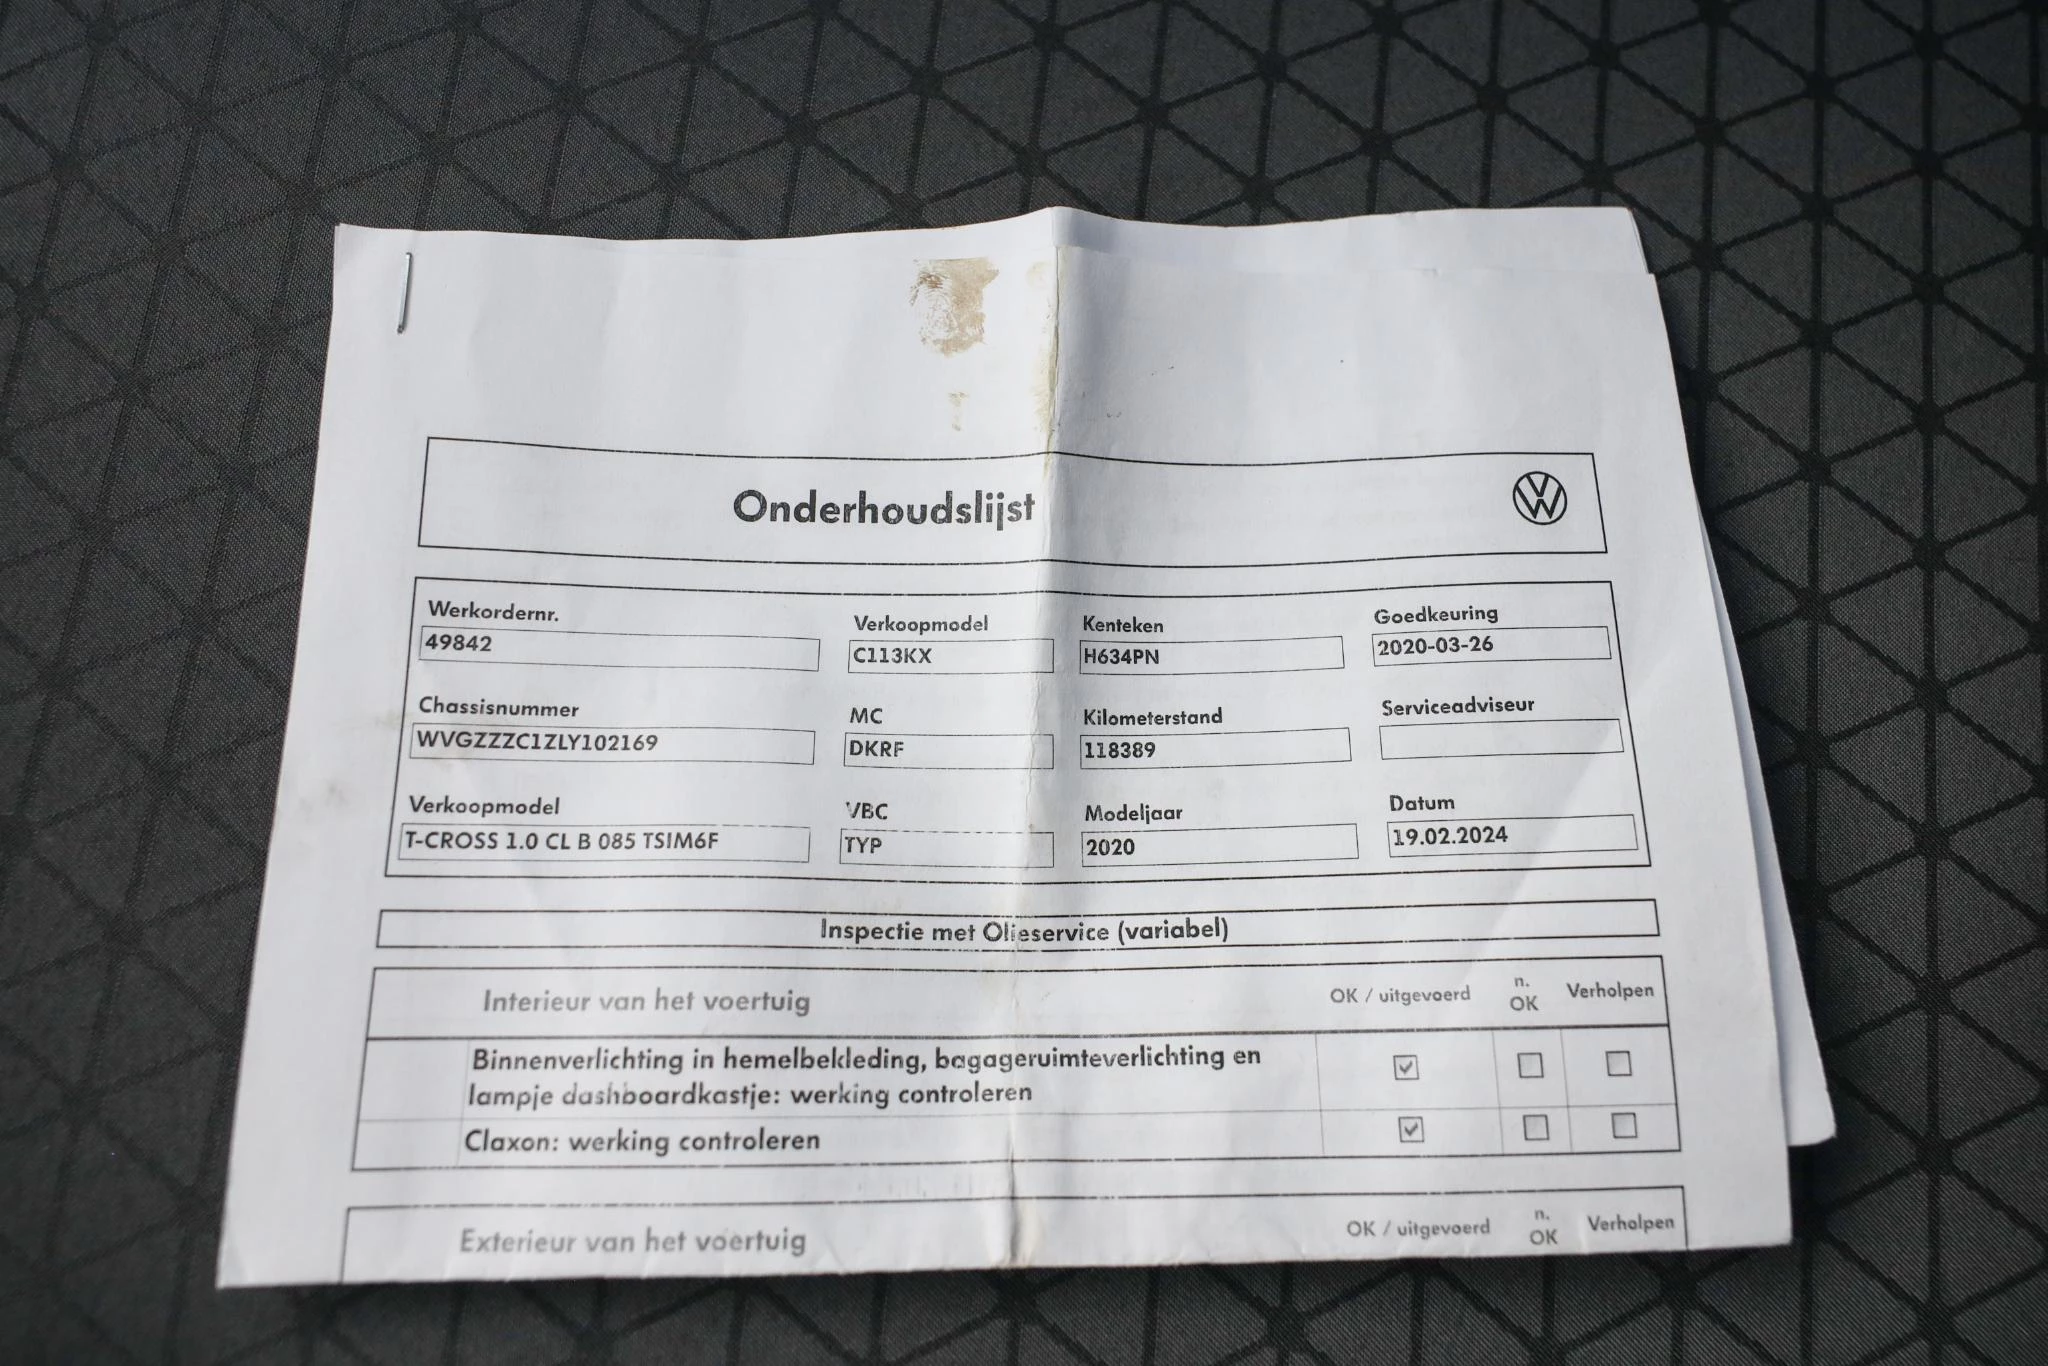 Onderhoudslijst
Werkordernr.
49842
Verkoopmodel
C113KX
Kenteken
H634PN
Goedkeuring
2020-03-26
Chassisnummer
WVGZZZC1ZLY102169
MC
DKRF
Kilometerstand
118389
Serviceadviseur
Verkoopmodel
T-CROSS 1.0 CL B 085 TSIM6F
VBC
TYP
Modeljaar
2020
Datum
19.02.2024
Inspectie met Olieservice (variabel)
Interieur van het voertuig
OK / uitgevoerd
n.
OK
Verholpen
Binnenverlichting in hemelbekleding, bagageruimteverlichting en
lampje dashboardkastje: werking controleren
Claxon: werking controleren
Exterieur van het voertuig
OK / uitgevoerd
n.
OK
Verholpen